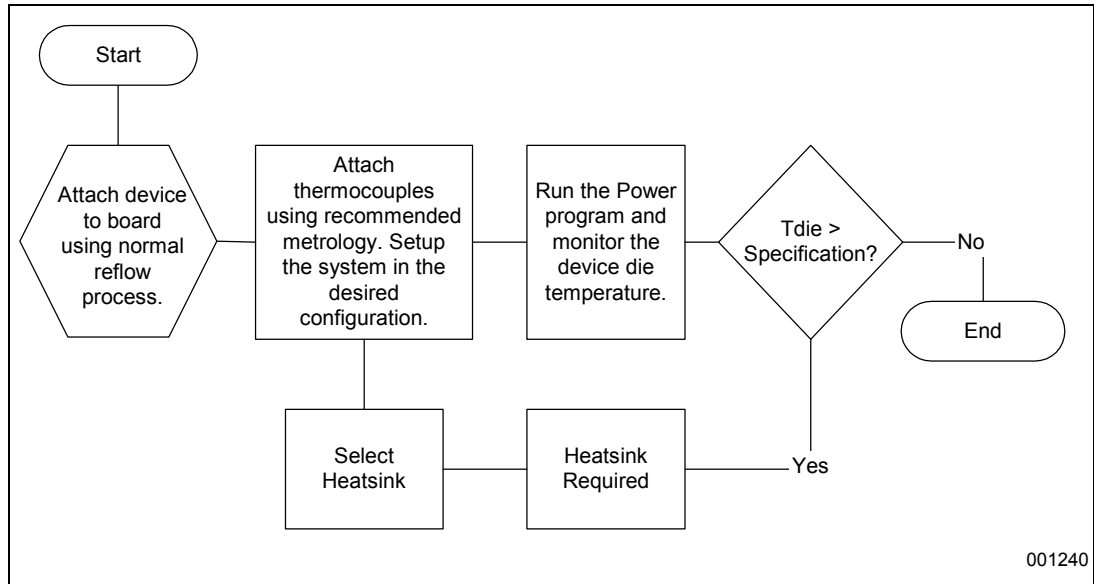 Start
Attach device
to board
using normal
reflow
process.
Attach
thermocouples
using recommended
metrology. Setup
the system in the
desired
configuration.
Run the Power
program and
monitor the
device die
temperature.
Tdie >
Specification?
No
End
Select
Heatsink
Heatsink
Required
Yes
001240